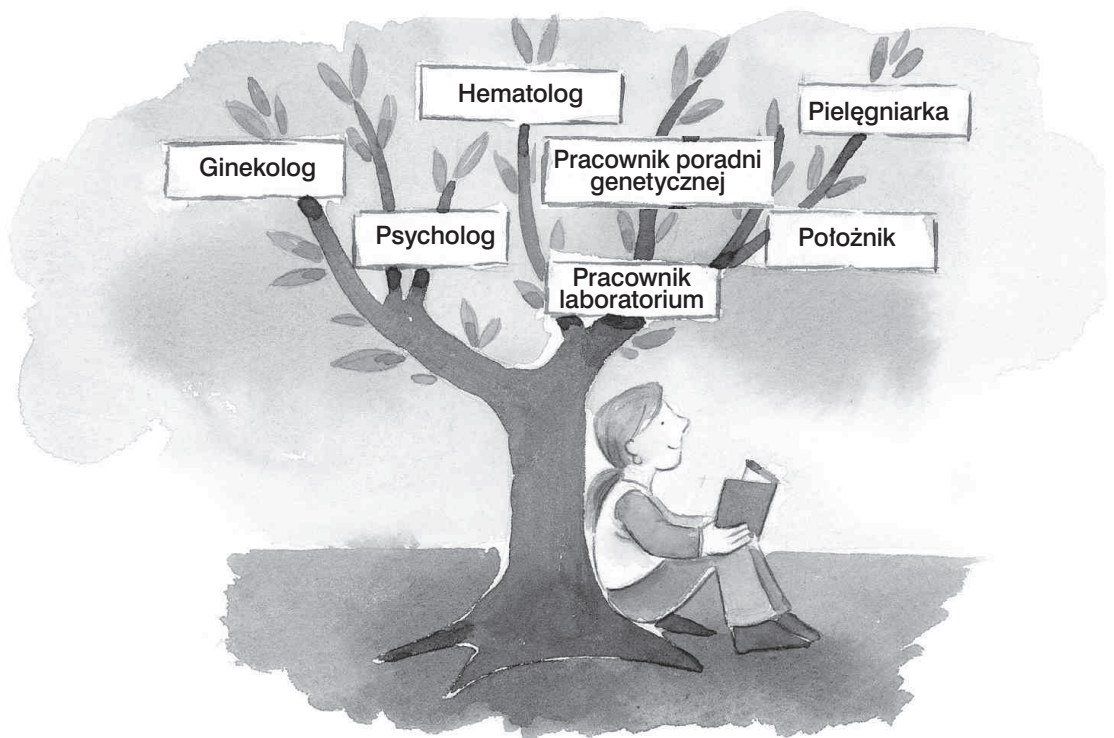 Hematolog
Pielęgniarka
Ginekolog
Pracownik poradni
genetycznej
Psycholog
Położnik
Pracownik
laboratorium